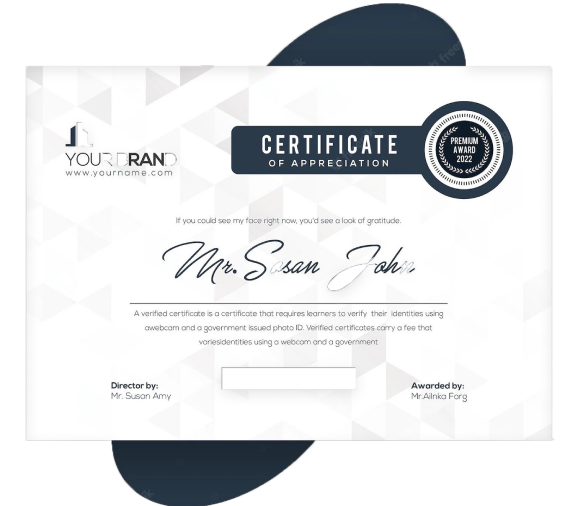 YOUR BRAND
www.yourname.com
CERTIFICATE
OF APPRECIATION
PREMIUM
AWARD
2022
If you could see my face right now, you'd see a look of gratitude.
Mr. Susan John
A verified certificate is a certificate that requires learners to verify their identities using
awebcam and a government issued photo ID. Verified certificates carry a fee that
variesidentities using a webcam and a government
Director by:
Mr. Susan Amy
Awarded by:
Mr.Ailnka Forg